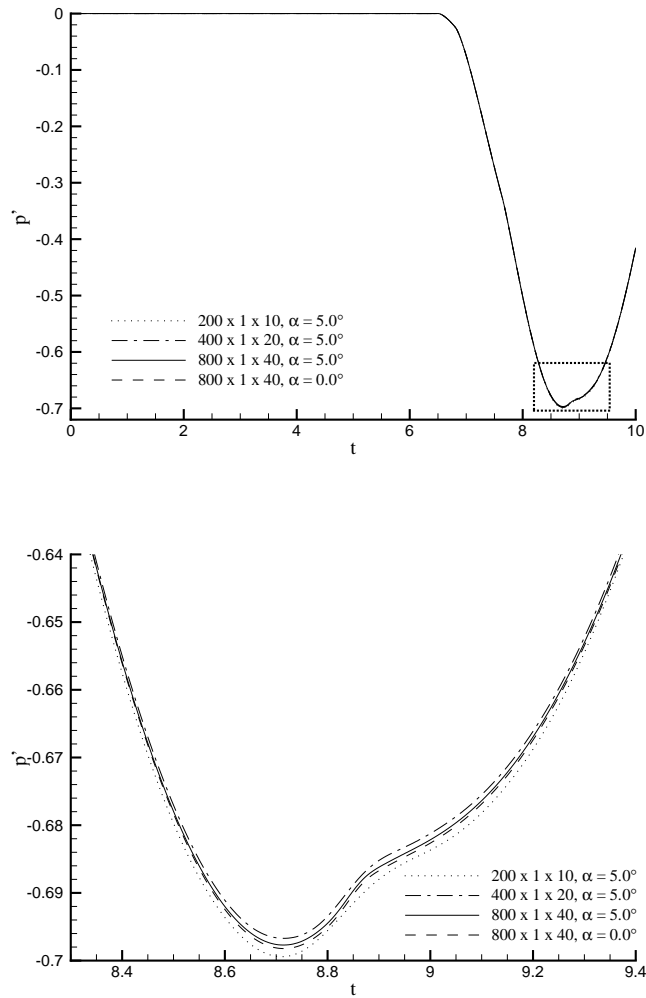 0
-0.1
-0.2
-0.3
-0.4
-0.5
-0.6
-0.7
p'
200 x 1 x 10, α = 5.0°
400 x 1 x 20, α = 5.0°
800 x 1 x 40, α = 5.0°
800 x 1 x 40, α = 0.0°
0 2 4 6 8 10
t
-0.64
-0.65
-0.66
-0.67
-0.68
-0.69
-0.7
p'
200 x 1 x 10, α = 5.0°
400 x 1 x 20, α = 5.0°
800 x 1 x 40, α = 5.0°
800 x 1 x 40, α = 0.0°
8.4 8.6 8.8 9 9.2 9.4
t